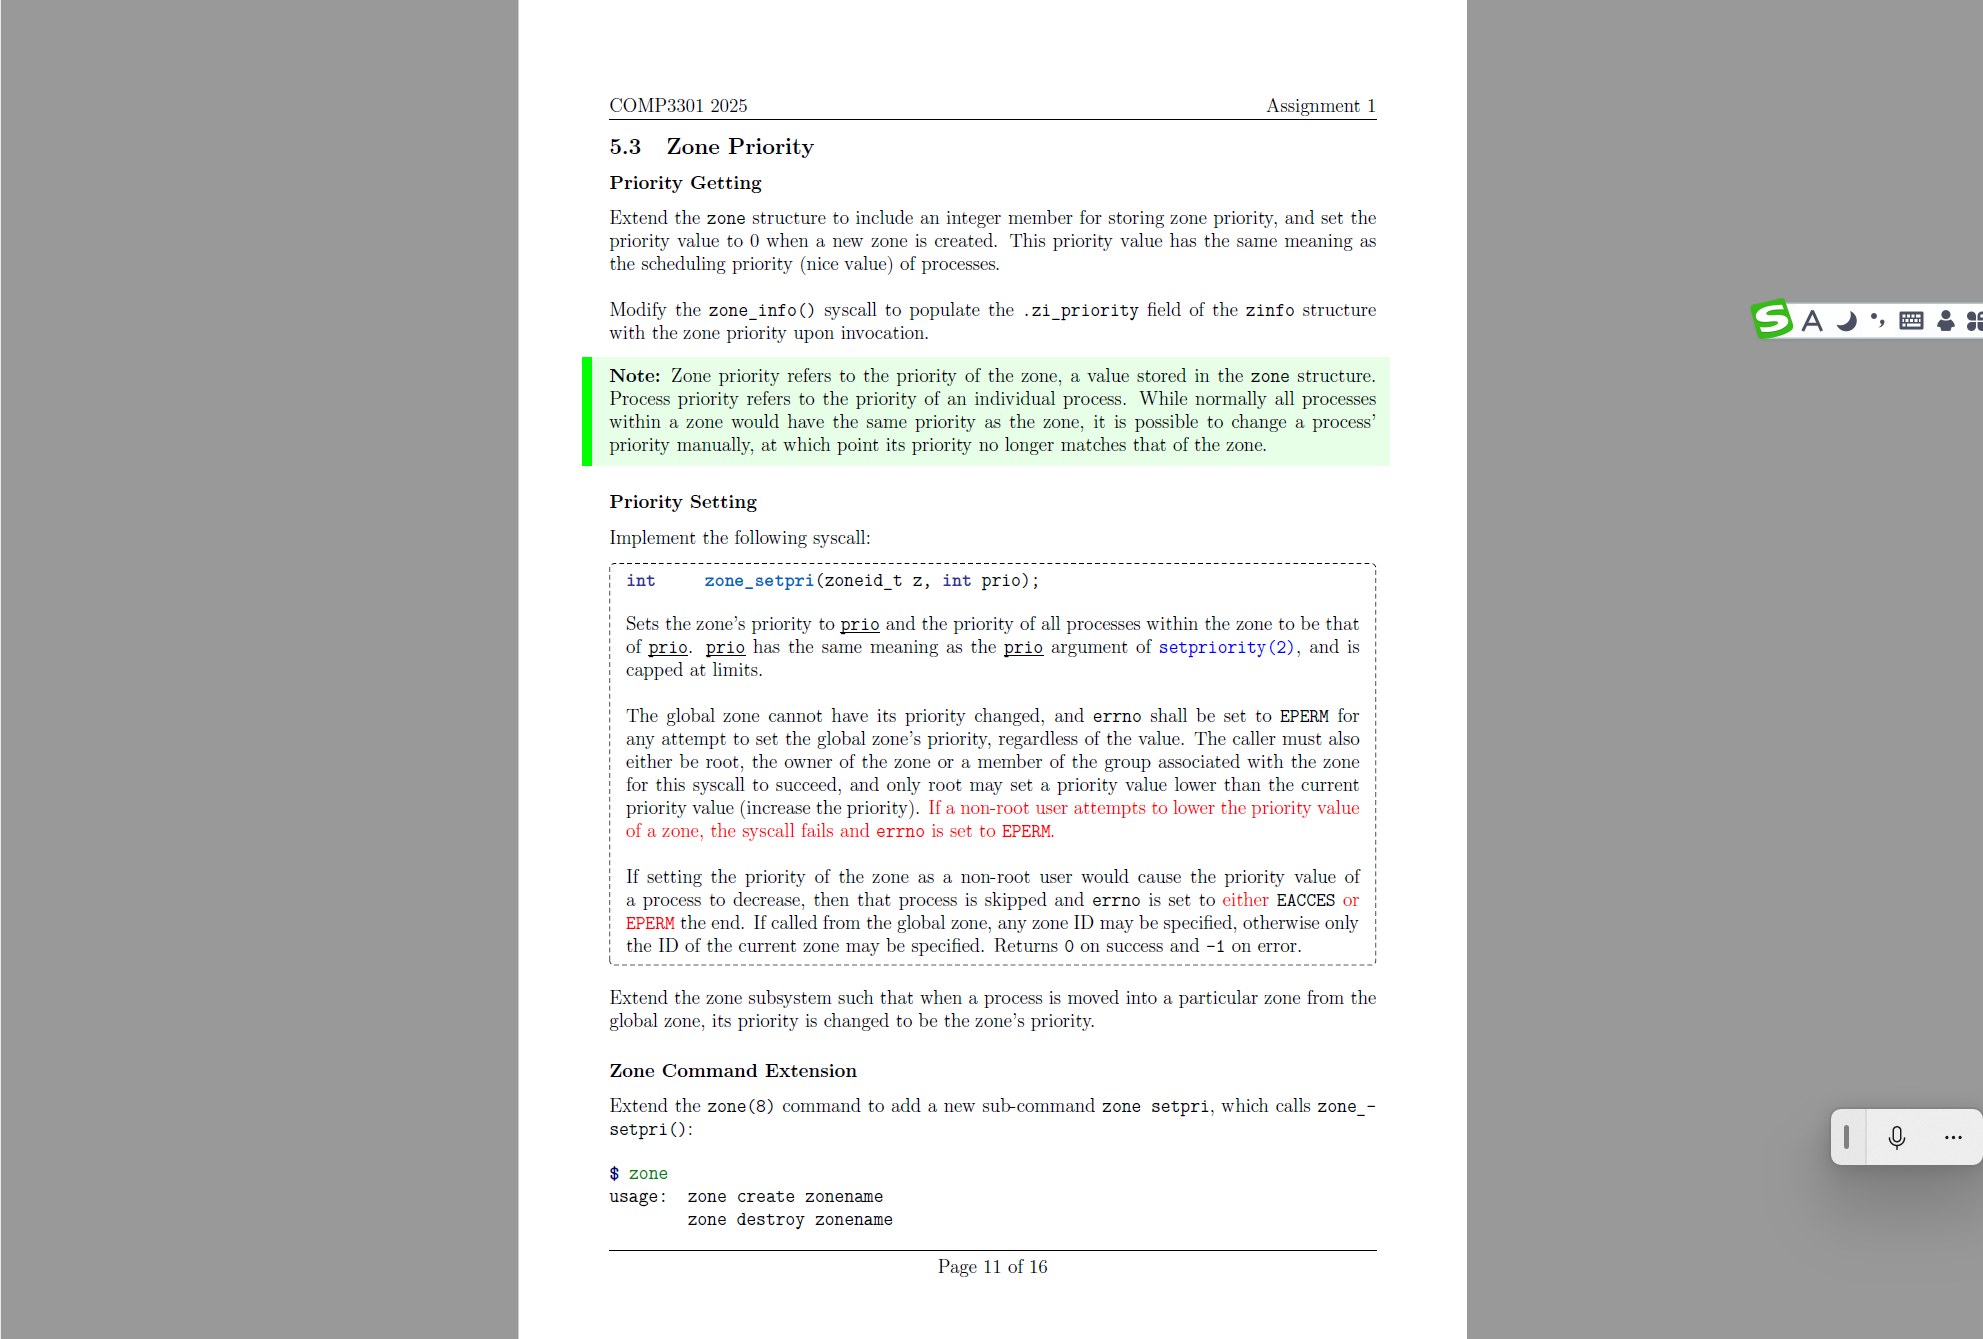 COMP3301 2025 Assignment 1
5.3 Zone Priority
Priority Getting
Extend the zone structure to include an integer member for storing zone priority, and set the
priority value to 0 when a new zone is created. This priority value has the same meaning as
the scheduling priority (nice value) of processes.
Modify the zone_info() syscall to populate the .zi_priority field of the zinfo structure
with the zone priority upon invocation.
Note: Zone priority refers to the priority of the zone, a value stored in the zone structure.
Process priority refers to the priority of an individual process. While normally all processes
within a zone would have the same priority as the zone, it is possible to change a process'
priority manually, at which point its priority no longer matches that of the zone.
Priority Setting
Implement the following syscall:
int zone_setpri(zoneid_t z, int prio);
Sets the zone's priority to prio and the priority of all processes within the zone to be that
of prio. prio has the same meaning as the prio argument of setpriority(2), and is
capped at limits.
The global zone cannot have its priority changed, and errno shall be set to EPERM for
any attempt to set the global zone's priority, regardless of the value. The caller must also
either be root, the owner of the zone or a member of the group associated with the zone
for this syscall to succeed, and only root may set a priority value lower than the current
priority value (increase the priority). If a non-root user attempts to lower the priority value
of a zone, the syscall fails and errno is set to EPERM.
If setting the priority of the zone as a non-root user would cause the priority value of
a process to decrease, then that process is skipped and errno is set to either EACCES or
EPERM the end. If called from the global zone, any zone ID may be specified, otherwise only
the ID of the current zone may be specified. Returns 0 on success and -1 on error.
Extend the zone subsystem such that when a process is moved into a particular zone from the
global zone, its priority is changed to be the zone's priority.
Zone Command Extension
Extend the zone(8) command to add a new sub-command zone setpri, which calls zone_-
setpri():
$ zone
usage: zone create zonename
zone destroy zonename
Page 11 of 16
S A